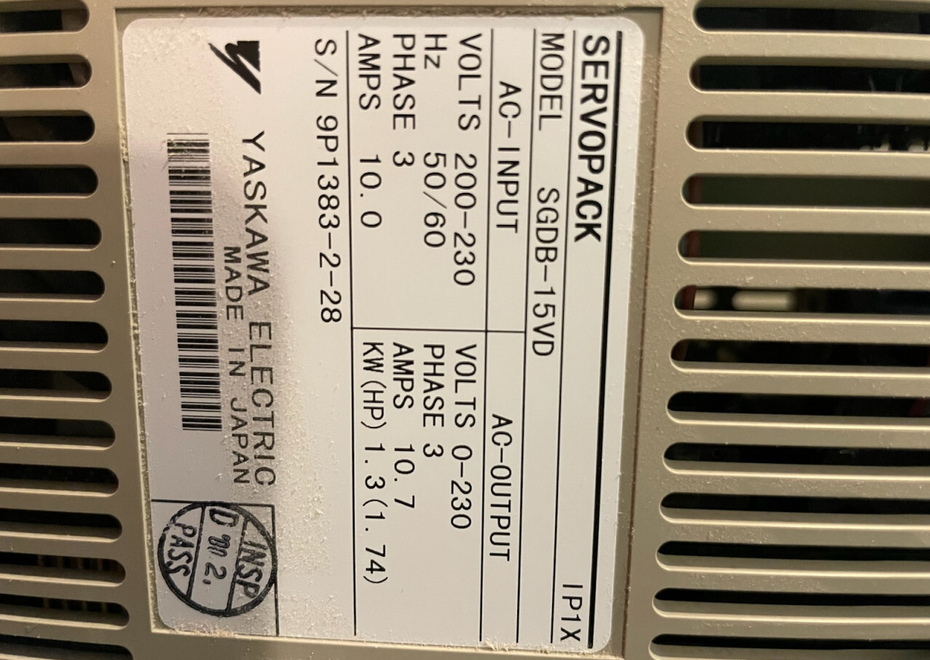 SERVOPACK
MODEL SGDB-15VD IP1X
AC-INPUT
VOLTS 200-230
Hz 50/60
PHASE 3
AMPS 10.0
AC-OUTPUT
VOLTS 0-230
PHASE 3
AMPS 10.7
KW(HP) 1.3(1.74)
S/N 9P1383-2-28
YASKAWA ELECTRIC
MADE IN JAPAN
INSP
PASS